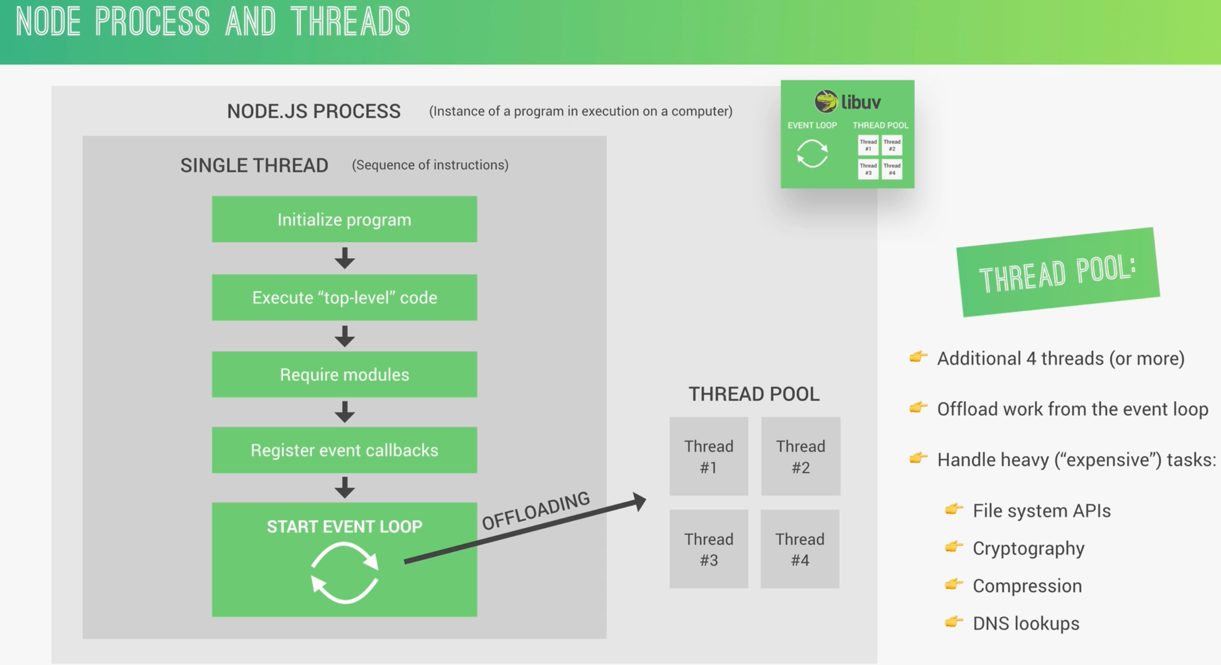 NODE PROCESS AND THREADS
NODE.JS PROCESS (Instance of a program in execution on a computer)
libuv
EVENT LOOP THREAD POOL
Thread #1 Thread #2
Thread #3 Thread #4
SINGLE THREAD (Sequence of instructions)
Initialize program
Execute “top-level” code
Require modules
Register event callbacks
START EVENT LOOP
OFFLOADING
THREAD POOL
Thread #1
Thread #2
Thread #3
Thread #4
THREAD POOL:
Additional 4 threads (or more)
Offload work from the event loop
Handle heavy (“expensive”) tasks:
File system APIs
Cryptography
Compression
DNS lookups